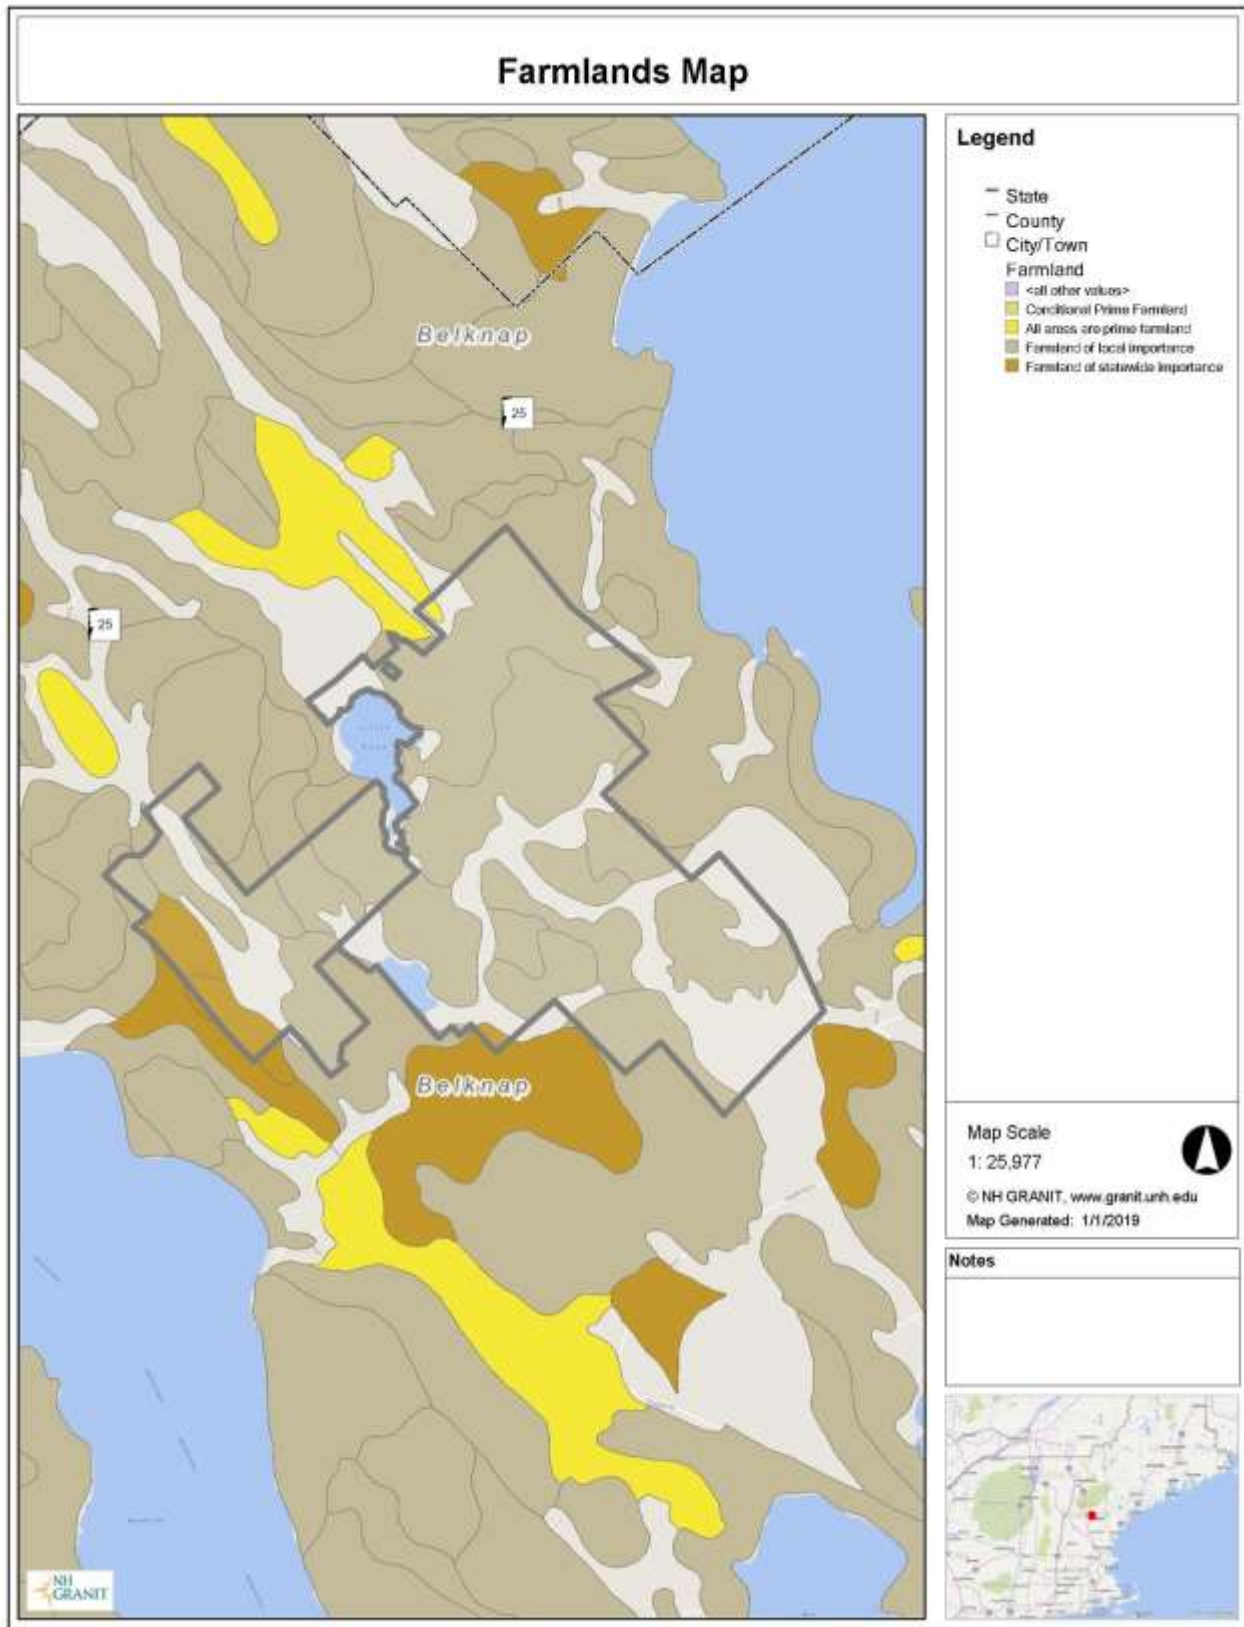 Farmlands Map
Belknap
25
25
Belknap
NH
GRANIT
Legend
State
County
City/Town
Farmland
<all other values>
Conditional Prime Farmland
All areas are prime farmland
Farmland of local importance
Farmland of statewide importance
Map Scale
1: 25,977
© NH GRANIT, www.granit.unh.edu
Map Generated: 1/1/2019
Notes